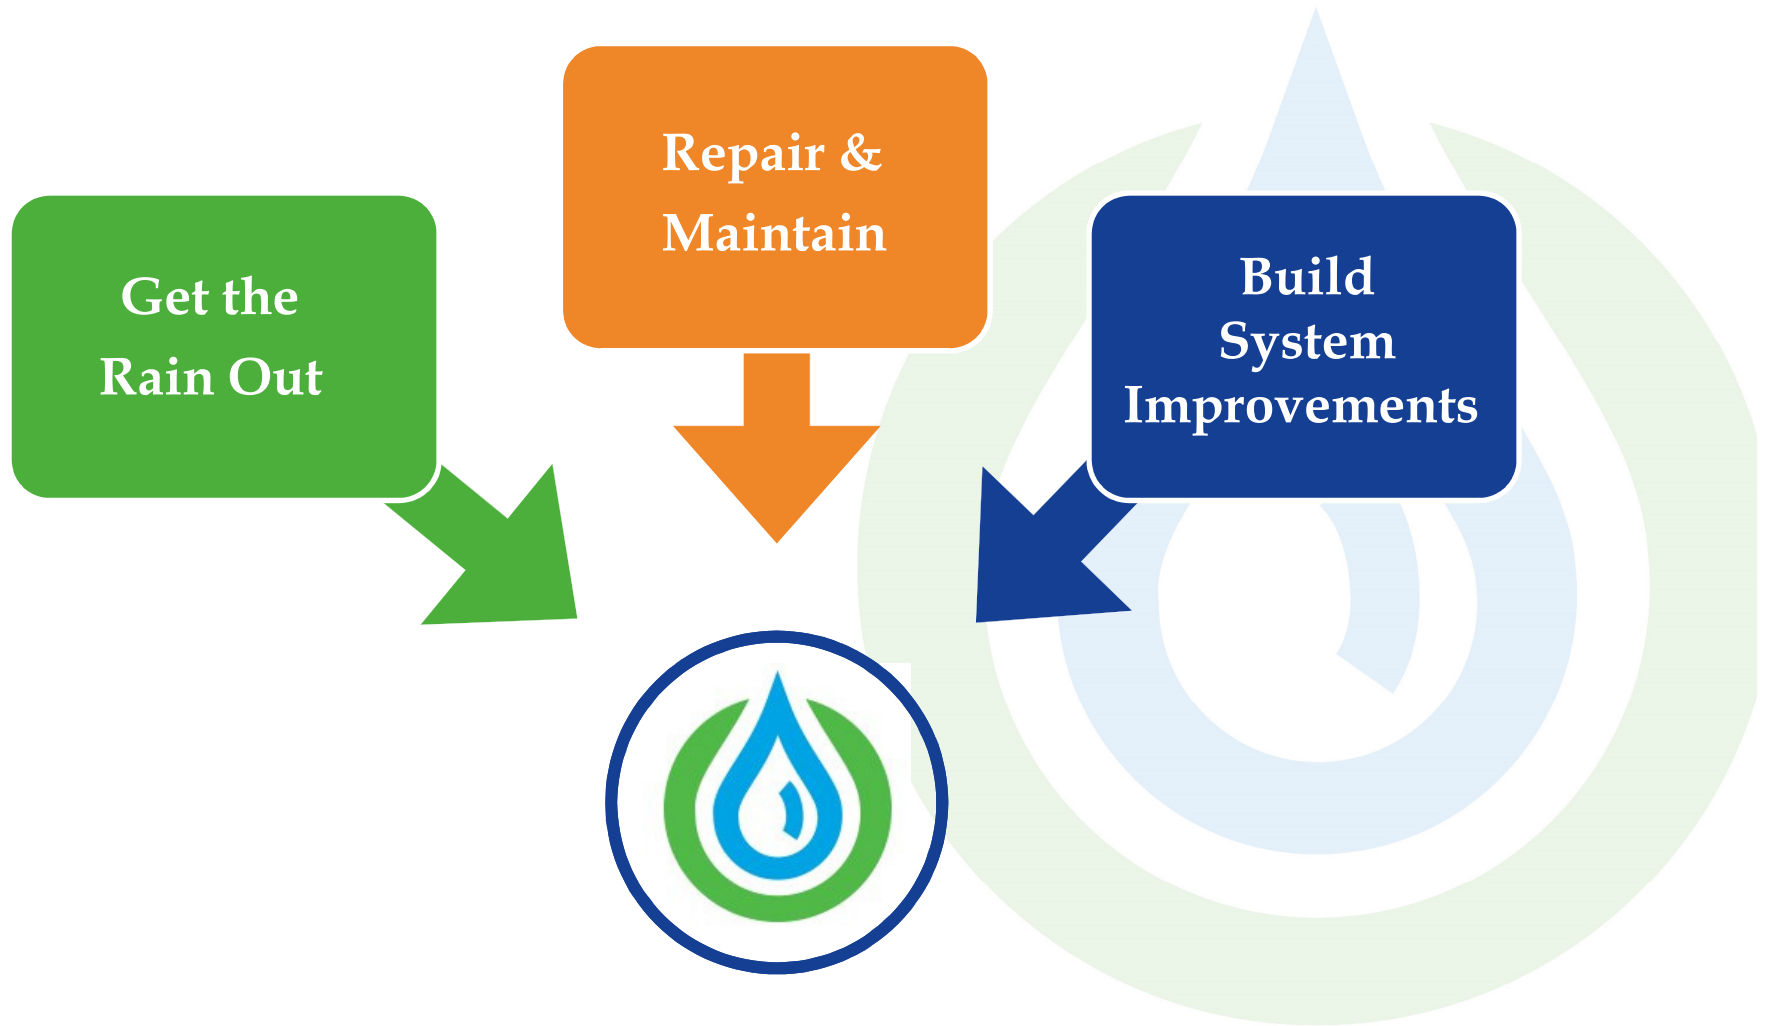 Get the
Rain Out
Repair &
Maintain
Build
System
Improvements